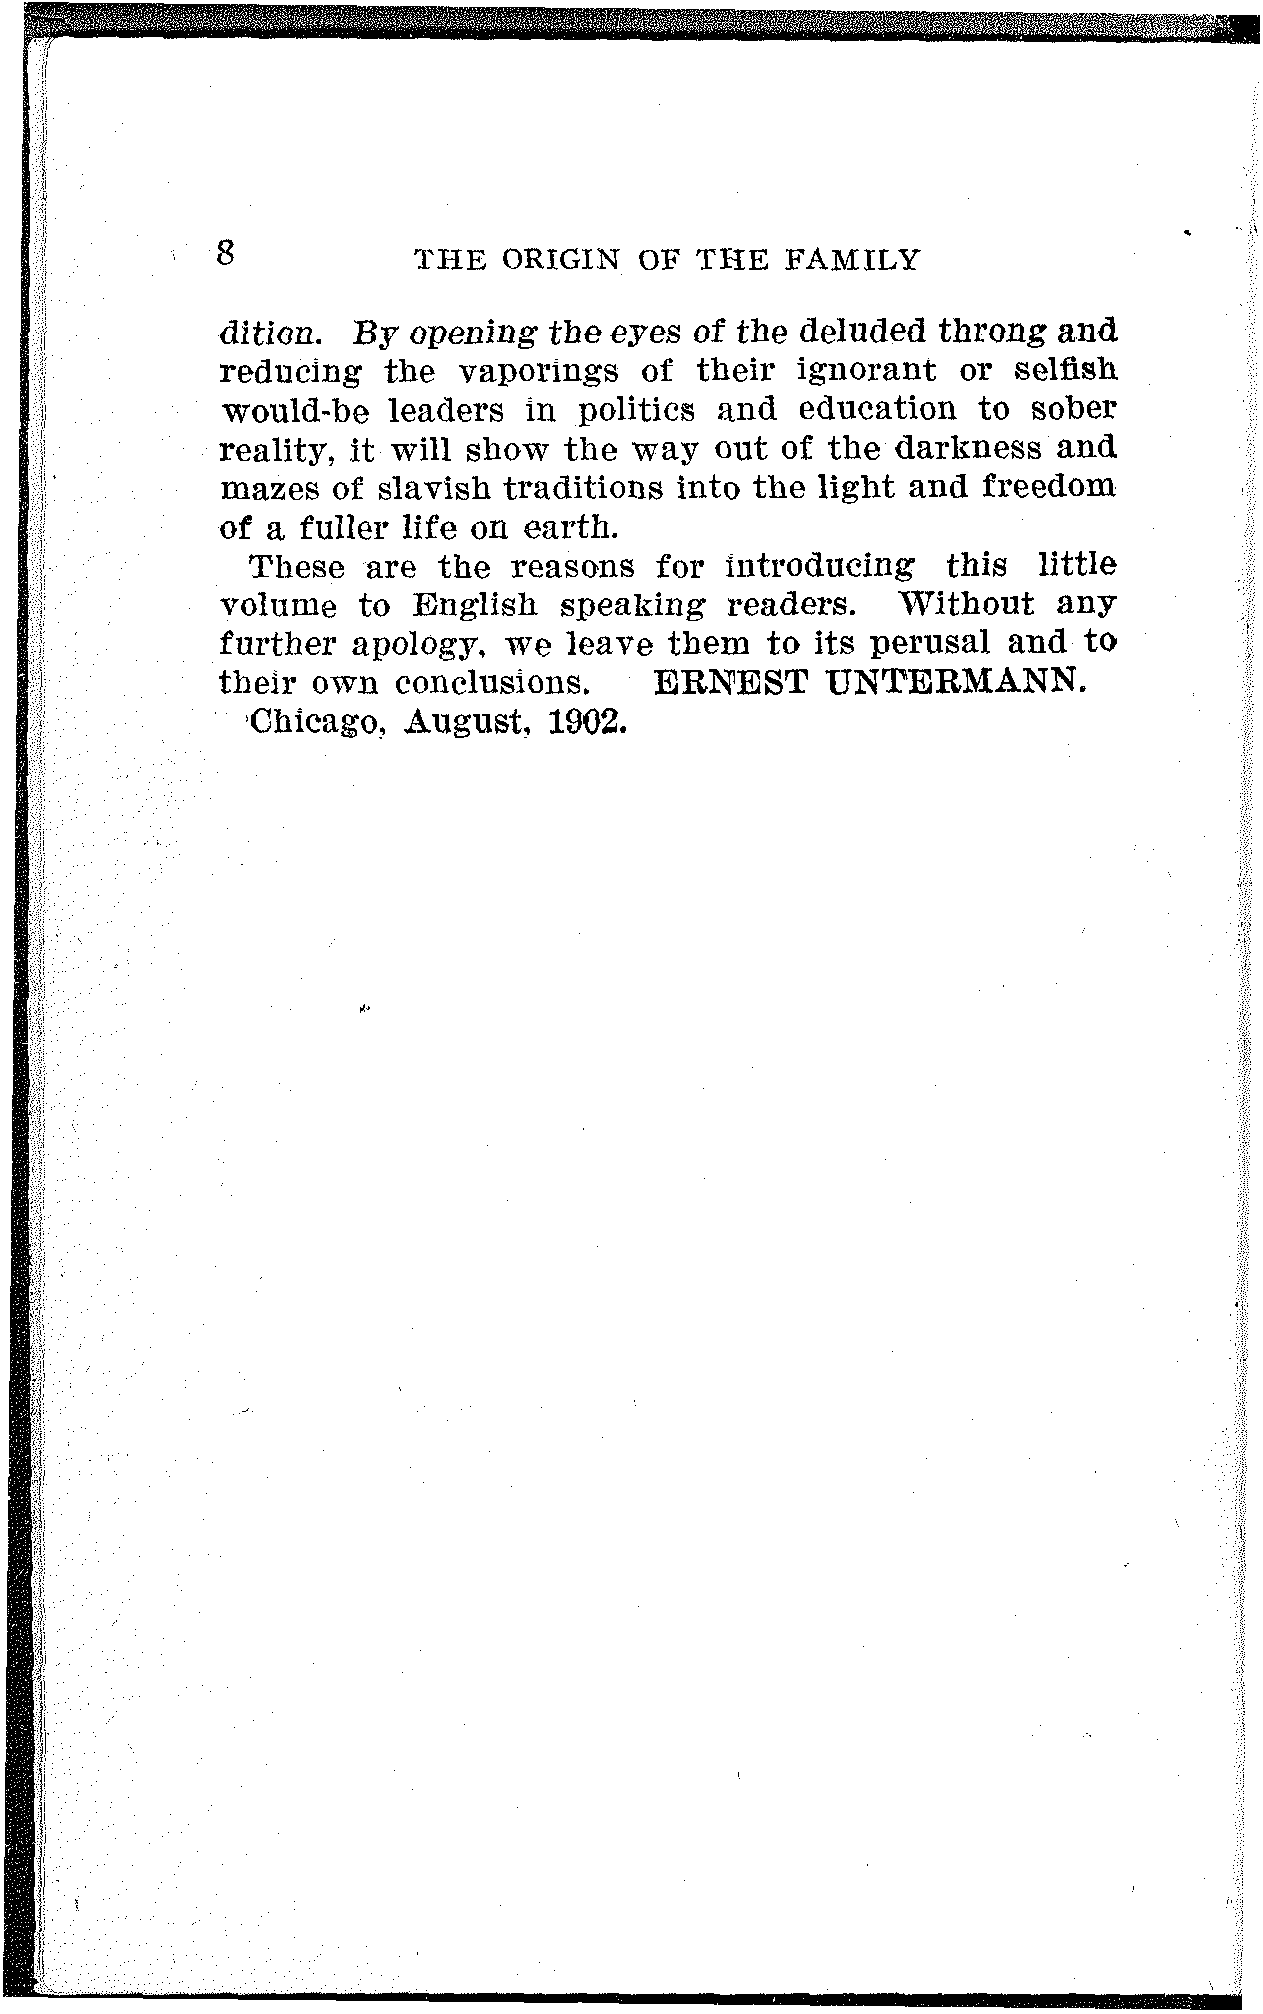 8 THE ORIGIN OF THE FAMILY
dition. By opening the eyes of the deluded throng and
reducing the vaporings of their ignorant or selfish
would-be leaders in politics and education to sober
reality, it will show the way out of the darkness and
mazes of slavish traditions into the light and freedom
of a fuller life on earth.
These are the reasons for introducing this little
volume to English speaking readers. Without any
further apology, we leave them to its perusal and to
their own conclusions. ERNEST UNTERMANN.
Chicago, August, 1902.